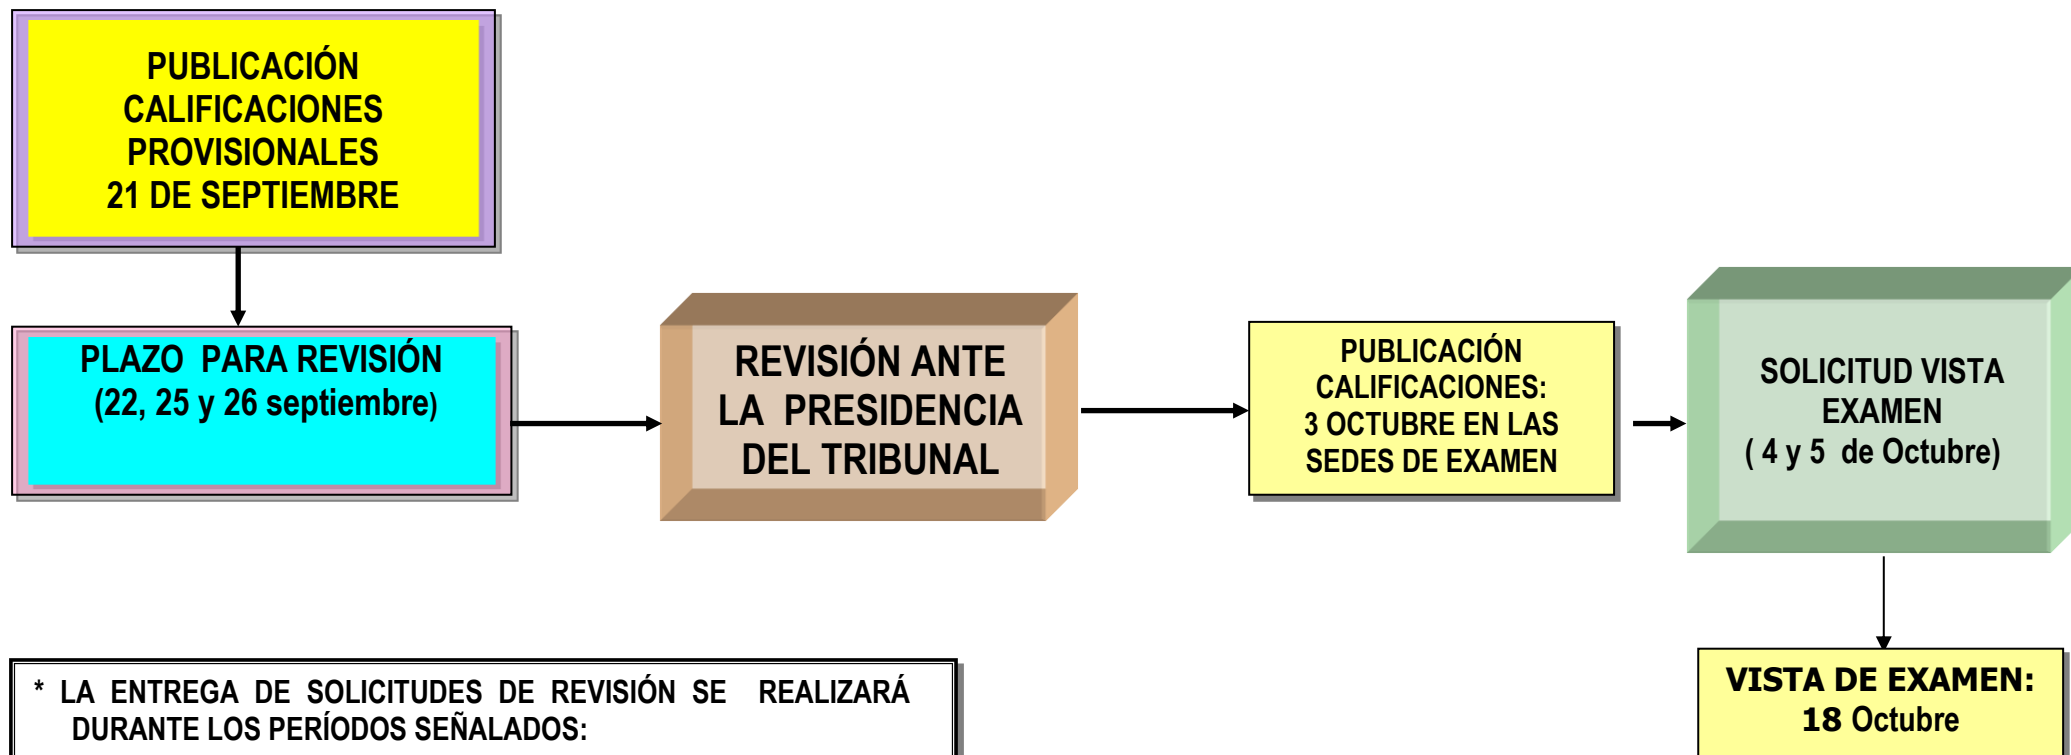 PUBLICACIÓN
CALIFICACIONES
PROVISIONALES
21 DE SEPTIEMBRE
PLAZO PARA REVISIÓN
(22, 25 y 26 septiembre)
REVISIÓN ANTE
LA PRESIDENCIA
DEL TRIBUNAL
PUBLICACIÓN
CALIFICACIONES:
3 OCTUBRE EN LAS
SEDES DE EXAMEN
SOLICITUD VISTA
EXAMEN
( 4 y 5 de Octubre)
VISTA DE EXAMEN:
18 Octubre
* LA ENTREGA DE SOLICITUDES DE REVISIÓN SE REALIZARÁ
DURANTE LOS PERÍODOS SEÑALADOS: